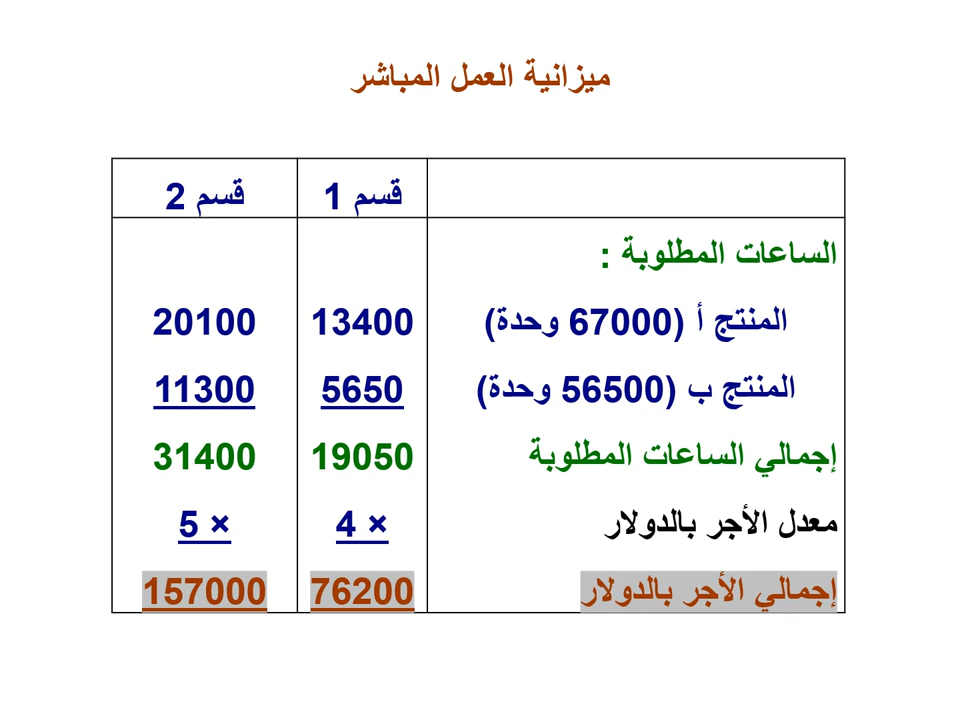 ميزانية العمل المباشر
قسم 1 قسم 2
الساعات المطلوبة :
المنتج أ (67000 وحدة) 13400 20100
المنتج ب (56500 وحدة) 5650 11300
إجمالي الساعات المطلوبة 19050 31400
معدل الأجر بالدولار × 4 × 5
إجمالي الأجر بالدولار 76200 157000